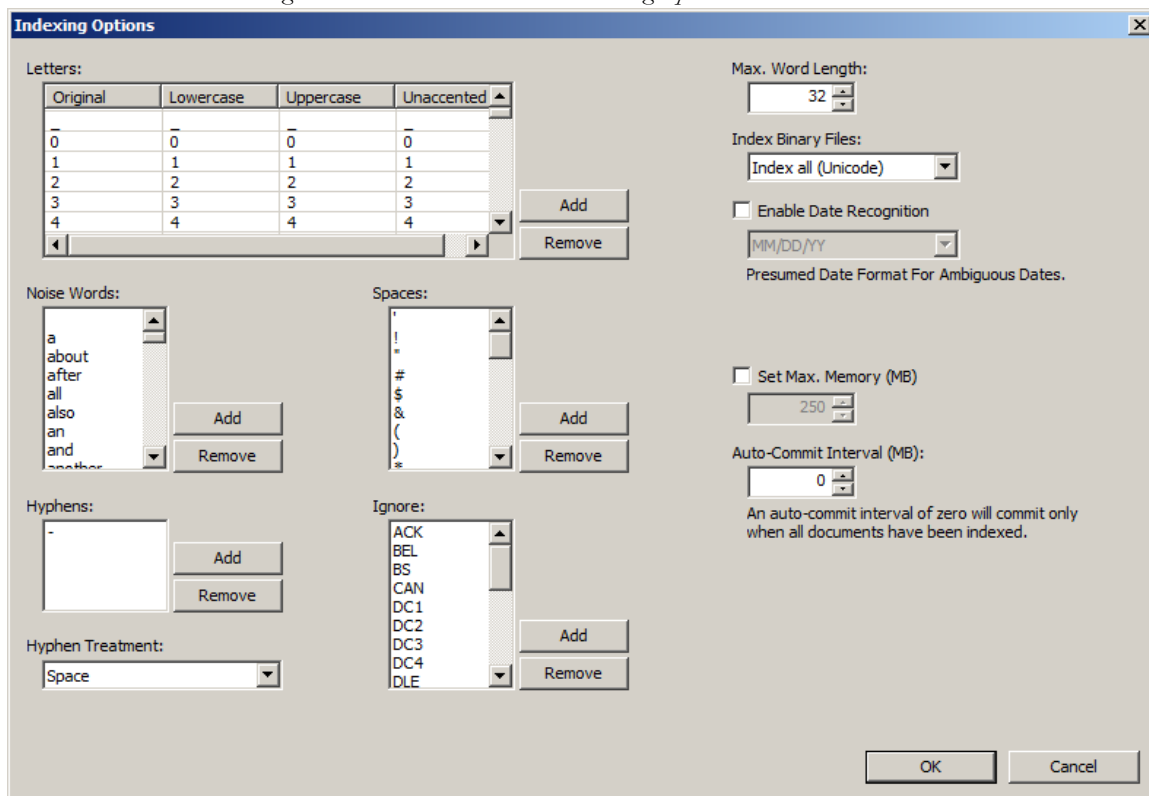 Indexing Options
Letters:
Original Lowercase Uppercase Unaccented
_ _ _ _
0 0 0 0
1 1 1 1
2 2 2 2
3 3 3 3
4 4 4 4
Add
Remove
Noise Words:
a
about
after
all
also
an
and
another
Add
Remove
Spaces:
'
!
"
#
$
&
(
)
*
Add
Remove
Hyphens:
-
Add
Remove
Hyphen Treatment:
Space
Ignore:
ACK
BEL
BS
CAN
DC1
DC2
DC3
DC4
DLE
Add
Remove
Max. Word Length:
32
Index Binary Files:
Index all (Unicode)
Enable Date Recognition
MM/DD/YY
Presumed Date Format For Ambiguous Dates.
Set Max. Memory (MB)
250
Auto-Commit Interval (MB):
0
An auto-commit interval of zero will commit only
when all documents have been indexed.
OK
Cancel